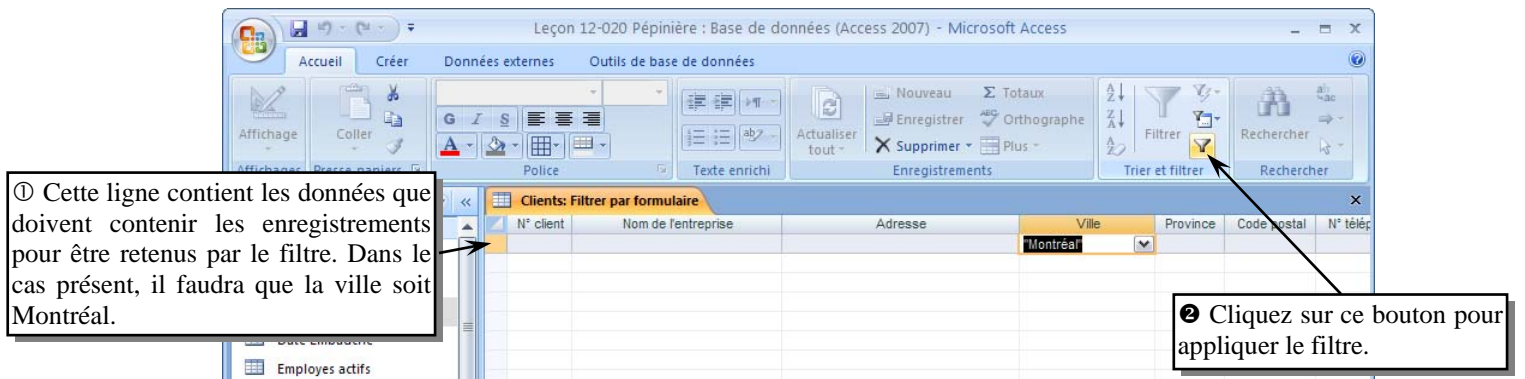 Leçon 12-020 Pépinière : Base de données (Access 2007) - Microsoft Access
Accueil Créer Données externes Outils de base de données
Affichage
Coller
G I S
A
ab
Actualiser tout
Nouveau
Enregistrer
Supprimer
Σ Totaux
ABC Orthographe
Plus
Filtrer
Rechercher
Affichages Presse-papiers Police Texte enrichi Enregistrements Trier et filtrer Rechercher
① Cette ligne contient les données que
doivent contenir les enregistrements
pour être retenus par le filtre. Dans le
cas présent, il faudra que la ville soit
Montréal.
«
Clients: Filtrer par formulaire
N° client Nom de l'entreprise Adresse Ville Province Code postal N° télép
"Montréal"
❷ Cliquez sur ce bouton pour
appliquer le filtre.
Employes actifs